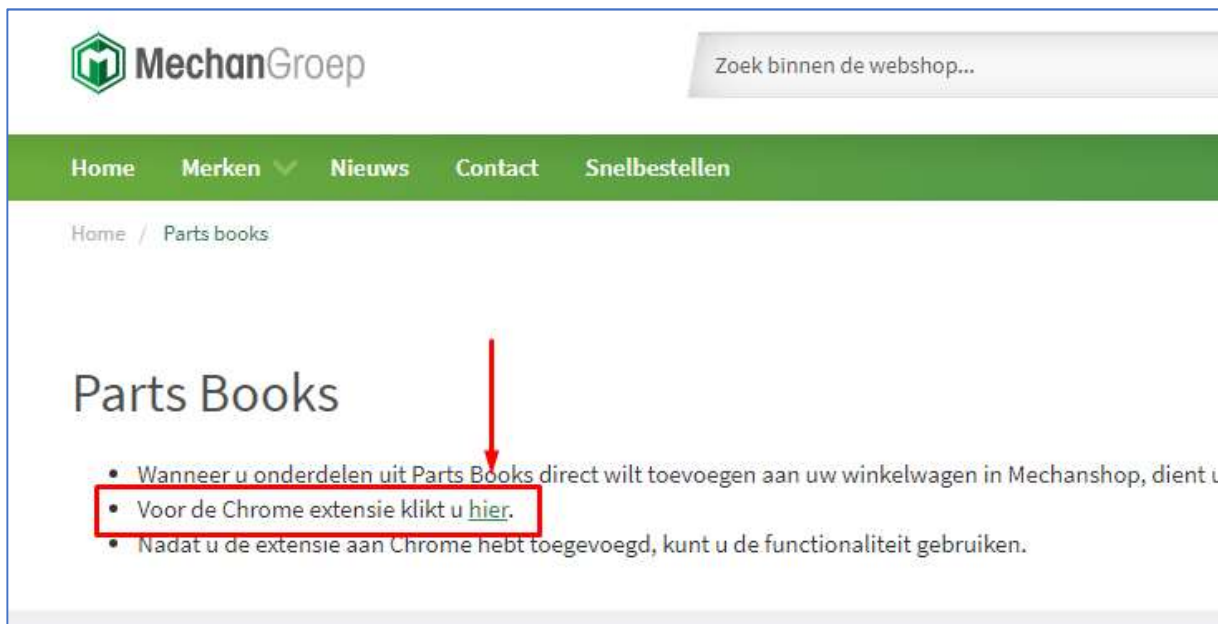 MechanGroep
Zoek binnen de webshop...
Home Merken Nieuws Contact Snelbestellen
Home / Parts books
Parts Books
• Wanneer u onderdelen uit Parts Books direct wilt toevoegen aan uw winkelwagen in Mechanshop, dient u
• Voor de Chrome extensie klikt u hier.
• Nadat u de extensie aan Chrome hebt toegevoegd, kunt u de functionaliteit gebruiken.